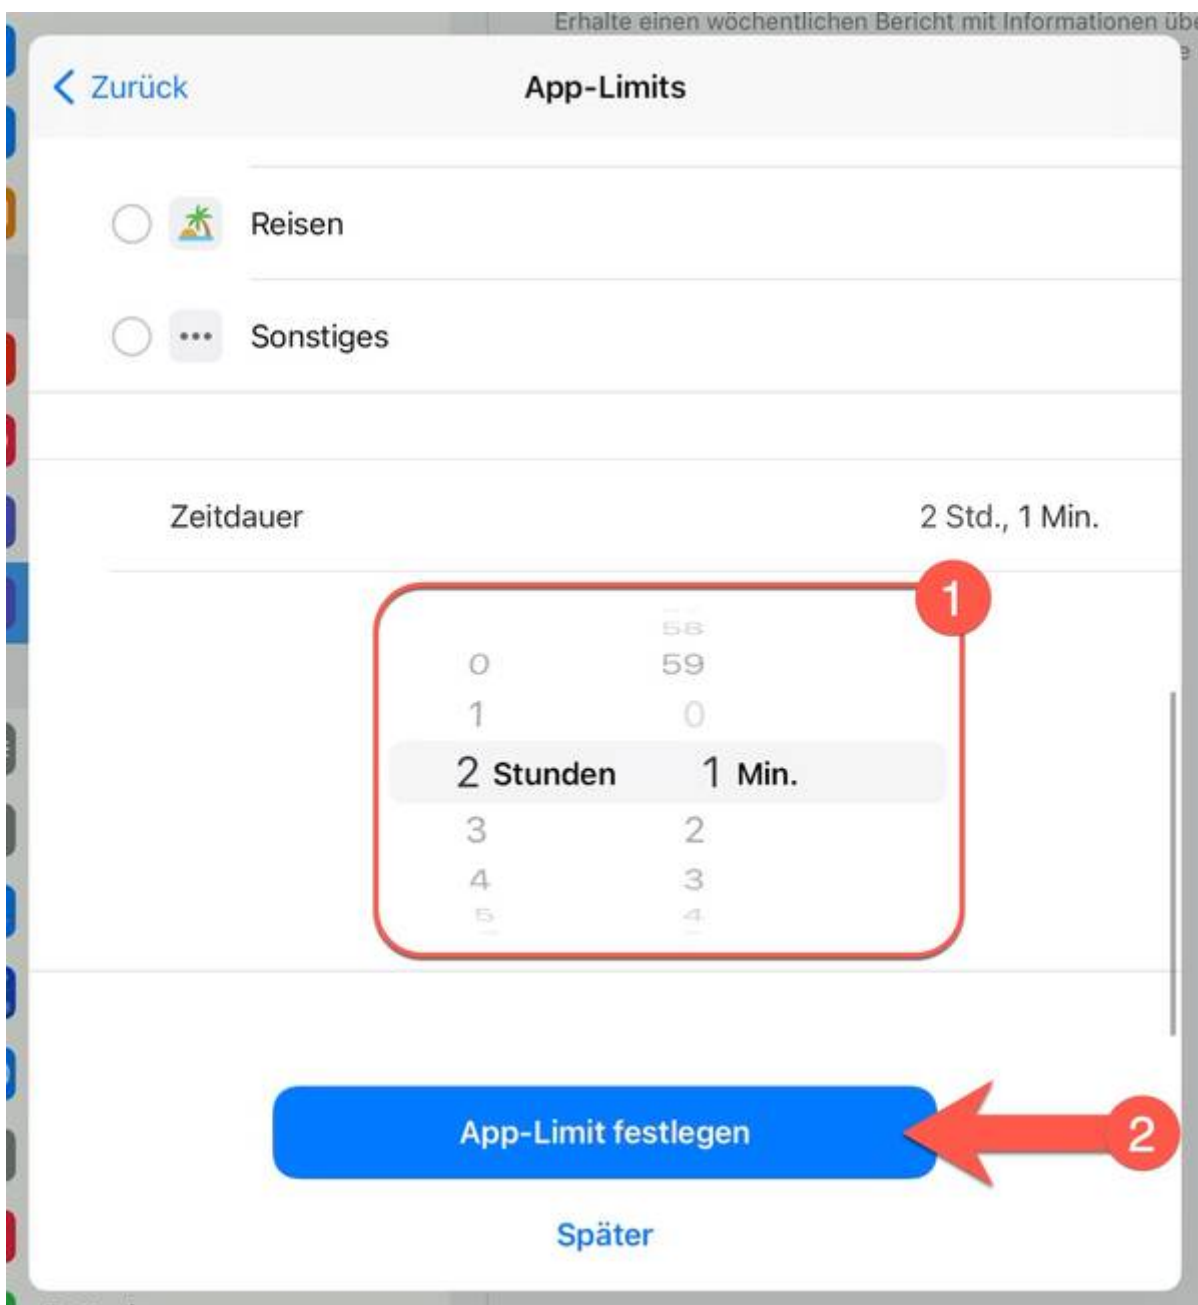 Erhalte einen wöchentlichen Bericht mit Informationen übe
Zurück
App-Limits
Reisen
Sonstiges
Zeitdauer
2 Std., 1 Min.
1
58
0 59
1 0
2 Stunden 1 Min.
3 2
4 3
5 4
App-Limit festlegen
2
Später